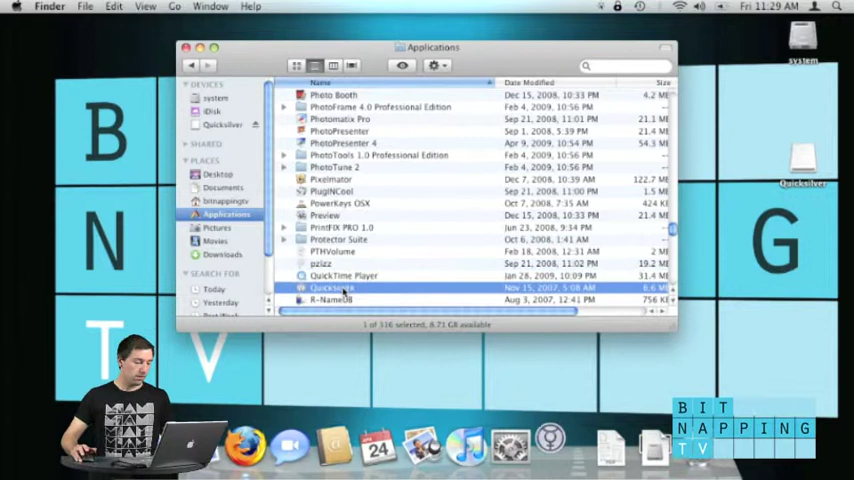 Finder File Edit View Go Window Help
Fri 11:29 AM
Applications
system
DEVICES
system
iDisk
Quicksilver
SHARED
PLACES
Desktop
Documents
bitnappingtv
Applications
Pictures
Movies
Downloads
SEARCH FOR
Today
Yesterday
Past Week
Name Date Modified Size
Photo Booth Dec 15, 2008, 10:33 PM 4.2 MB
PhotoFrame 4.0 Professional Edition Feb 4, 2009, 10:56 PM --
Photomatix Pro Sep 21, 2008, 11:01 PM 21.1 MB
PhotoPresenter Sep 1, 2008, 5:39 PM 21.4 MB
PhotoPresenter 4 Apr 9, 2009, 10:54 PM 54.3 MB
PhotoTools 1.0 Professional Edition Feb 4, 2009, 10:56 PM --
PhotoTune 2 Feb 4, 2009, 10:56 PM --
Pixelmator Dec 7, 2008, 10:39 AM 122.7 MB
PlugINCool Sep 21, 2008, 11:00 PM 1.5 MB
PowerKeys OSX Oct 7, 2008, 7:35 AM 424 KB
Preview Dec 15, 2008, 10:33 PM 21.4 MB
PrintFIX PRO 1.0 Jun 23, 2008, 9:34 PM --
Protector Suite Oct 6, 2008, 1:41 AM --
PTHVolume Feb 4, 2009, 12:31 AM 2 MB
pzizz Sep 21, 2008, 11:02 PM 19.2 MB
QuickTime Player Jan 28, 2009, 10:09 PM 31.4 MB
Quicksilver Nov 15, 2007, 5:08 AM 6.6 MB
R-Name08 Aug 3, 2007, 12:41 PM 756 KB
1 of 316 selected, 8.71 GB available
Quicksilver
B
N
G
T V
APR
24
BIT
NAPPING
TV